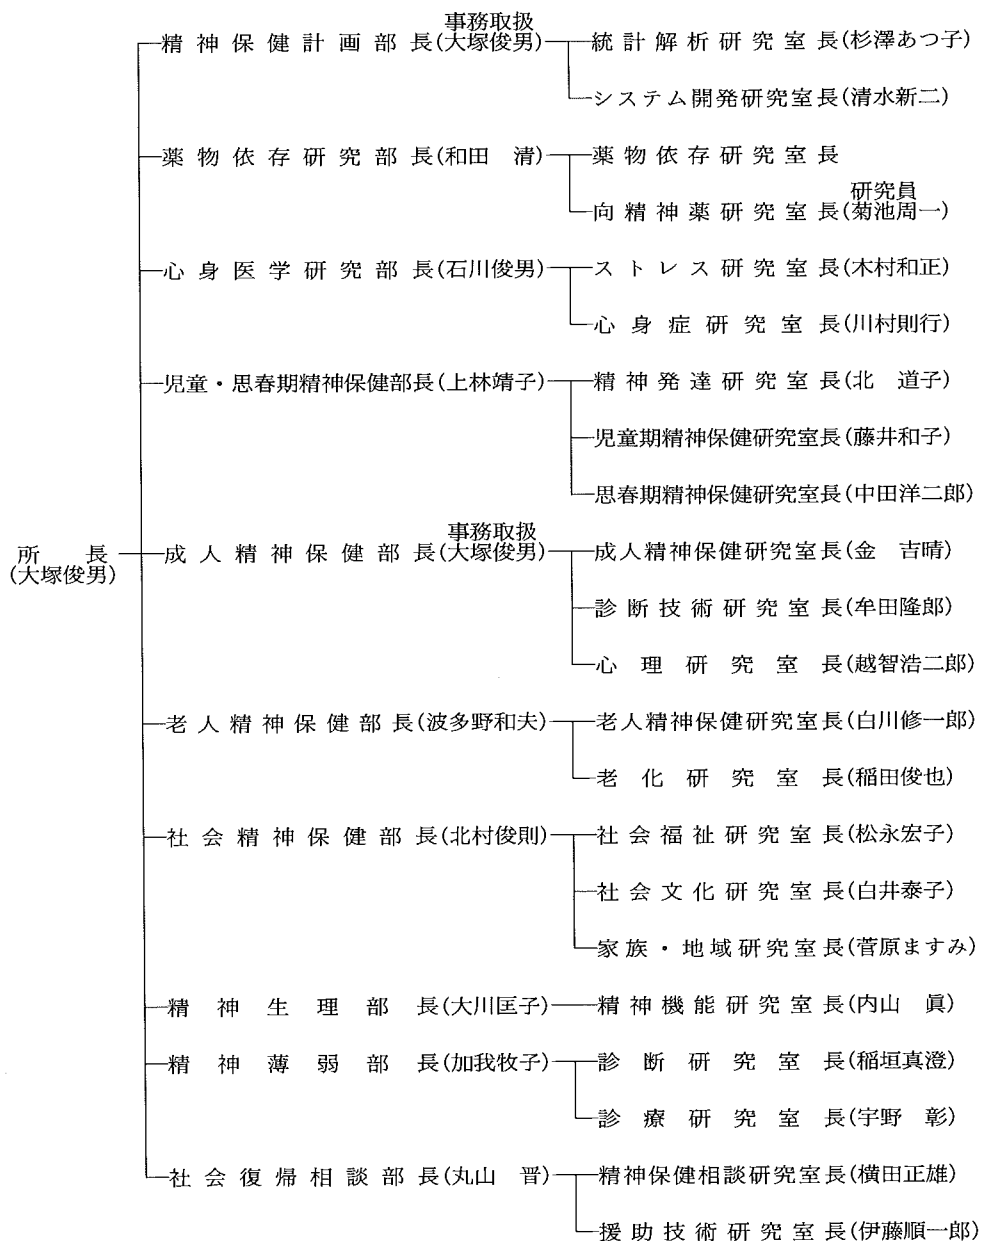 事務取扱
精神保健計画部長(大塚俊男) 統計解析研究室長(杉澤あつ子)
システム開発研究室長(清水新二)
薬物依存研究部長(和田 清) 薬物依存研究室長
研究員
向精神薬研究室長(菊池周一)
心身医学研究部長(石川俊男) ストレス研究室長(木村和正)
心身症研究室長(川村則行)
児童・思春期精神保健部長(上林靖子) 精神発達研究室長(北 道子)
児童期精神保健研究室長(藤井和子)
思春期精神保健研究室長(中田洋二郎)
事務取扱
所長
(大塚俊男)
成人精神保健部長(大塚俊男) 成人精神保健研究室長(金 吉晴)
診断技術研究室長(牟田隆郎)
心理研究室長(越智浩二郎)
老人精神保健部長(波多野和夫) 老人精神保健研究室長(白川修一郎)
老化研究室長(稲田俊也)
社会精神保健部長(北村俊則) 社会福祉研究室長(松永宏子)
社会文化研究室長(白井泰子)
家族・地域研究室長(菅原ますみ)
精神生理部長(大川匡子) 精神機能研究室長(内山 眞)
精神薄弱部長(加我牧子) 診断研究室長(稲垣真澄)
診療研究室長(宇野 彰)
社会復帰相談部長(丸山 晋) 精神保健相談研究室長(横田正雄)
援助技術研究室長(伊藤順一郎)